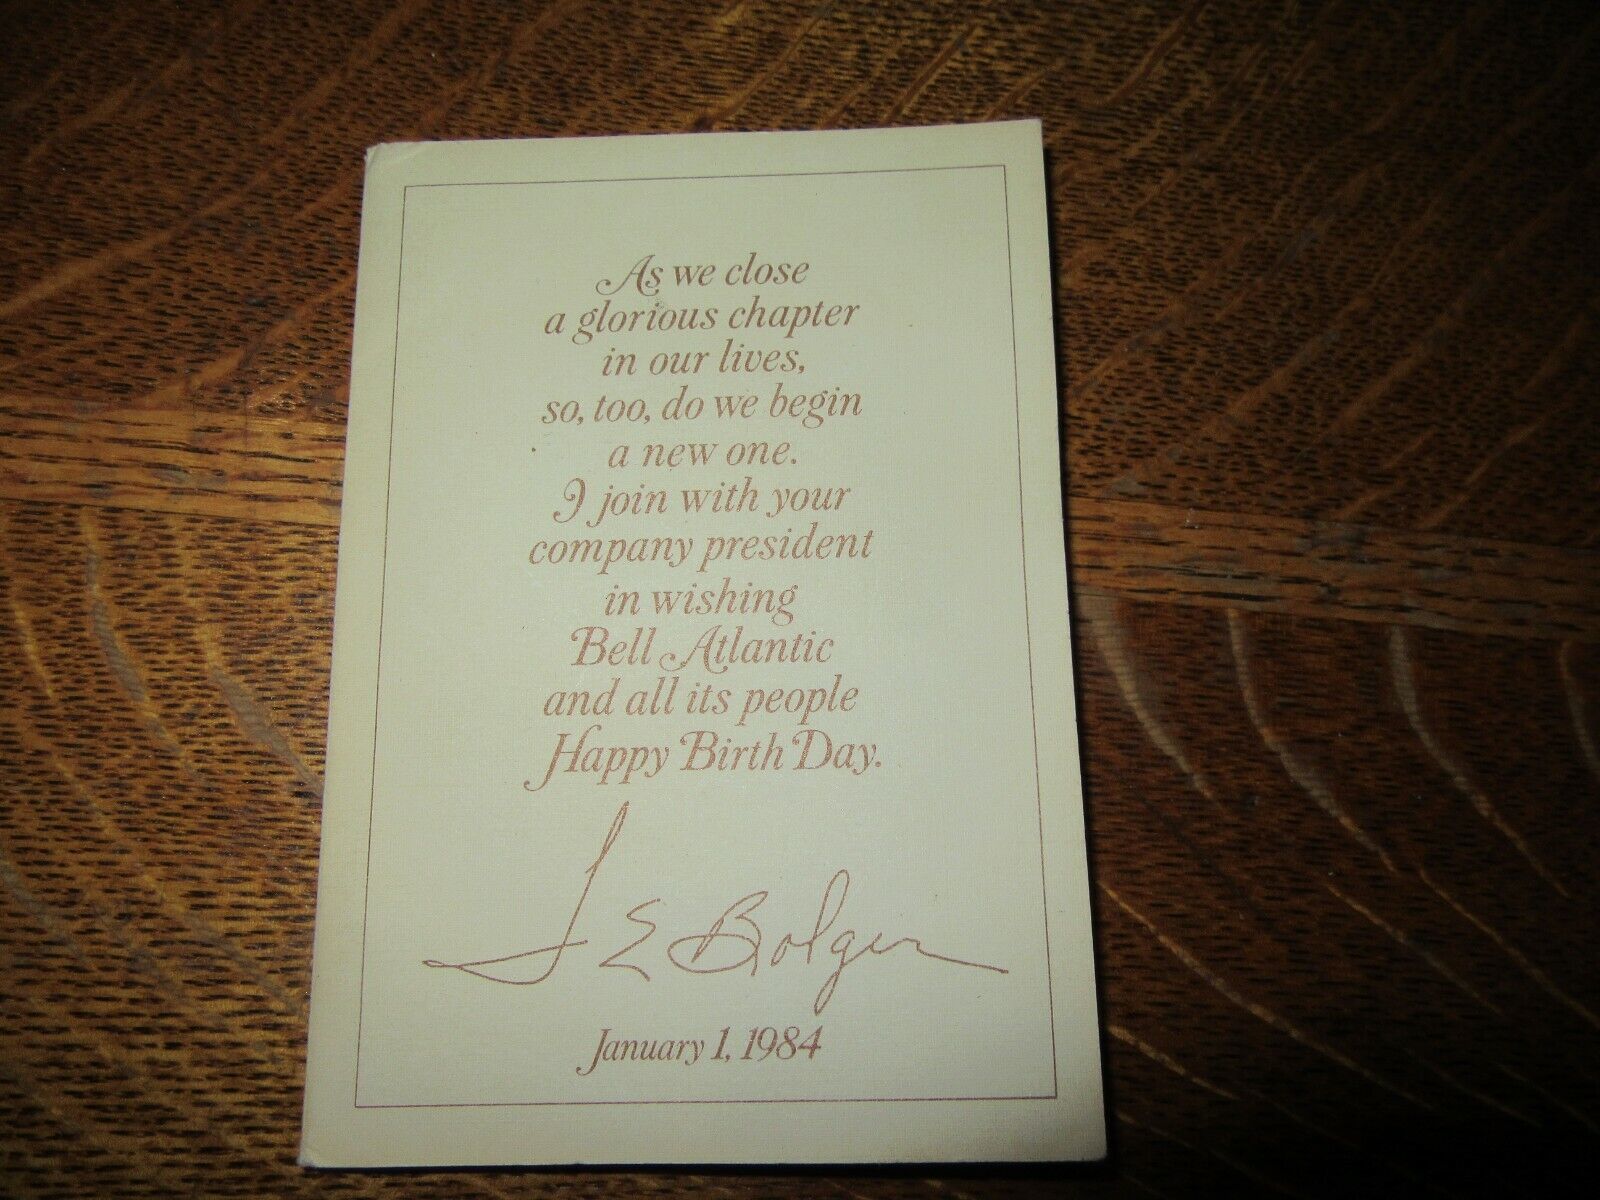 As we close
a glorious chapter
in our lives,
so, too, do we begin
a new one.
I join with your
company president
in wishing
Bell Atlantic
and all its people
Happy Birth Day.
T E Bolger
January 1, 1984